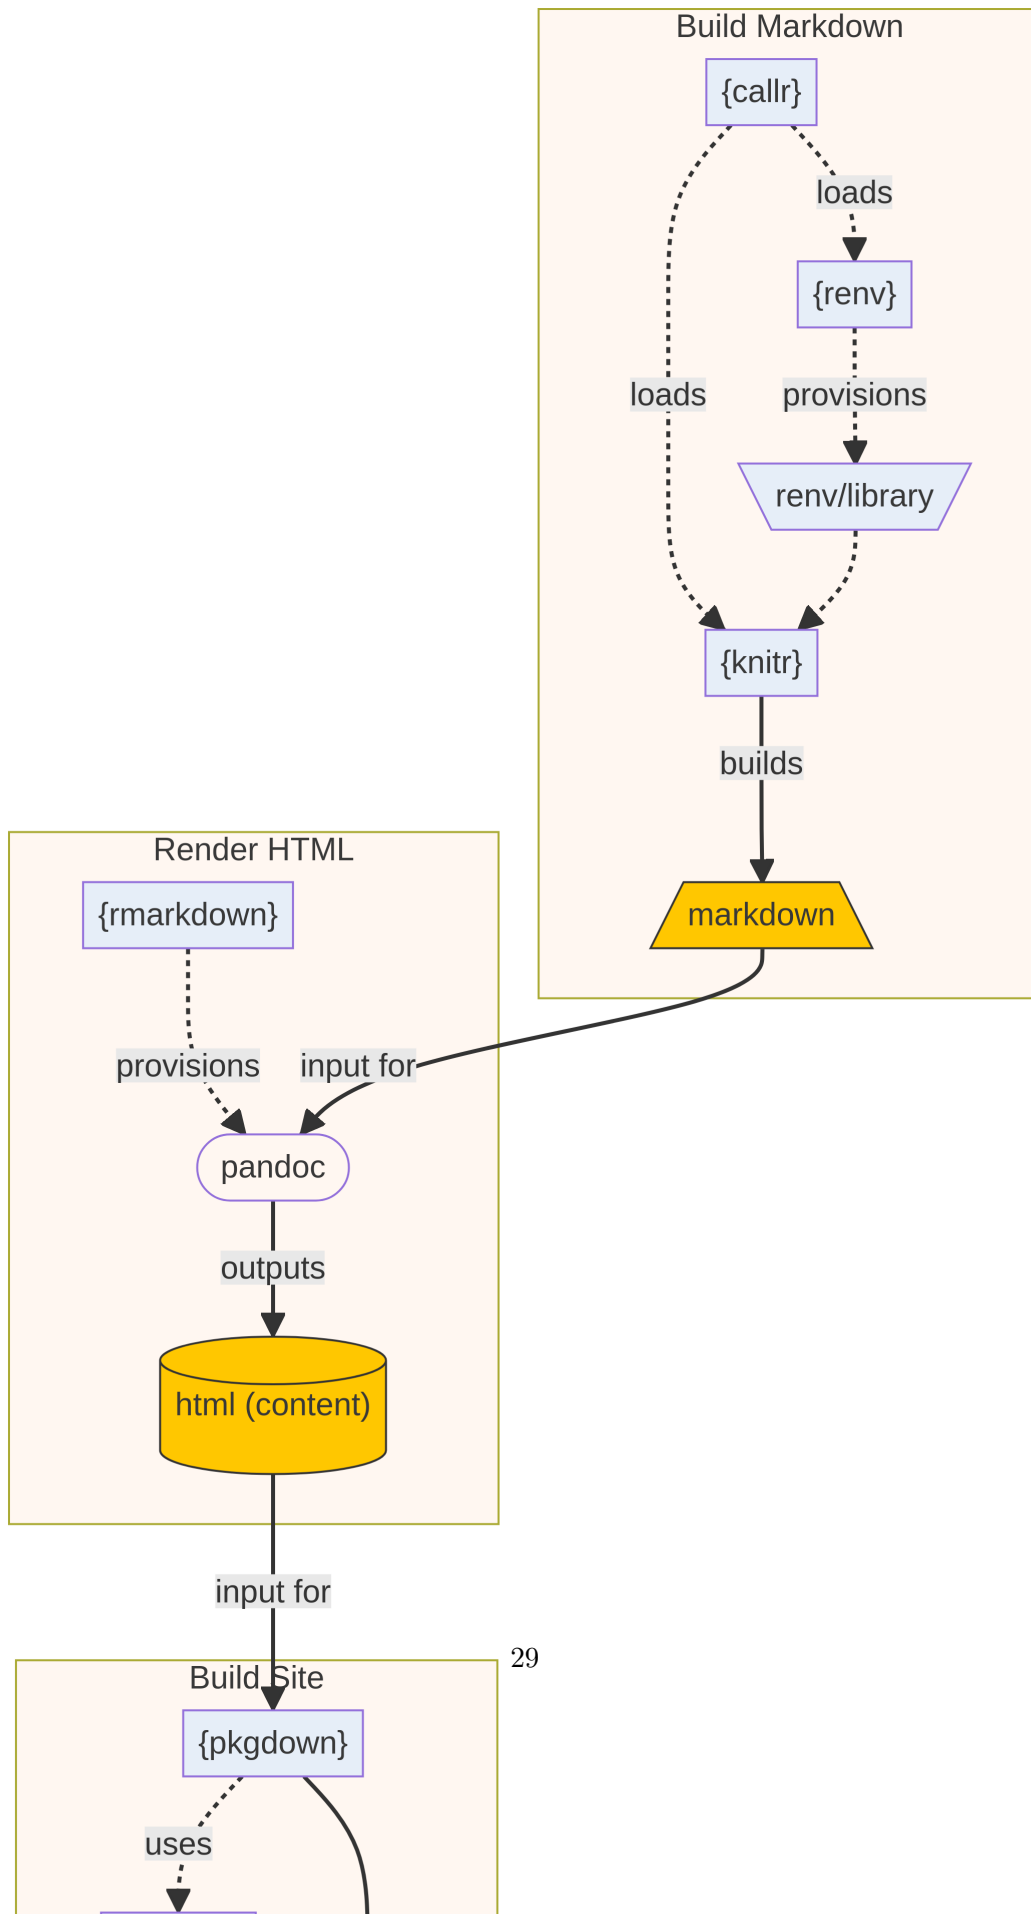 Build Markdown
{callr}
loads
{renv}
loads
provisions
renv/library
{knitr}
builds
Render HTML
{rmarkdown}
markdown
provisions
input for
pandoc
outputs
html (content)
input for
29
Build Site
{pkgdown}
uses